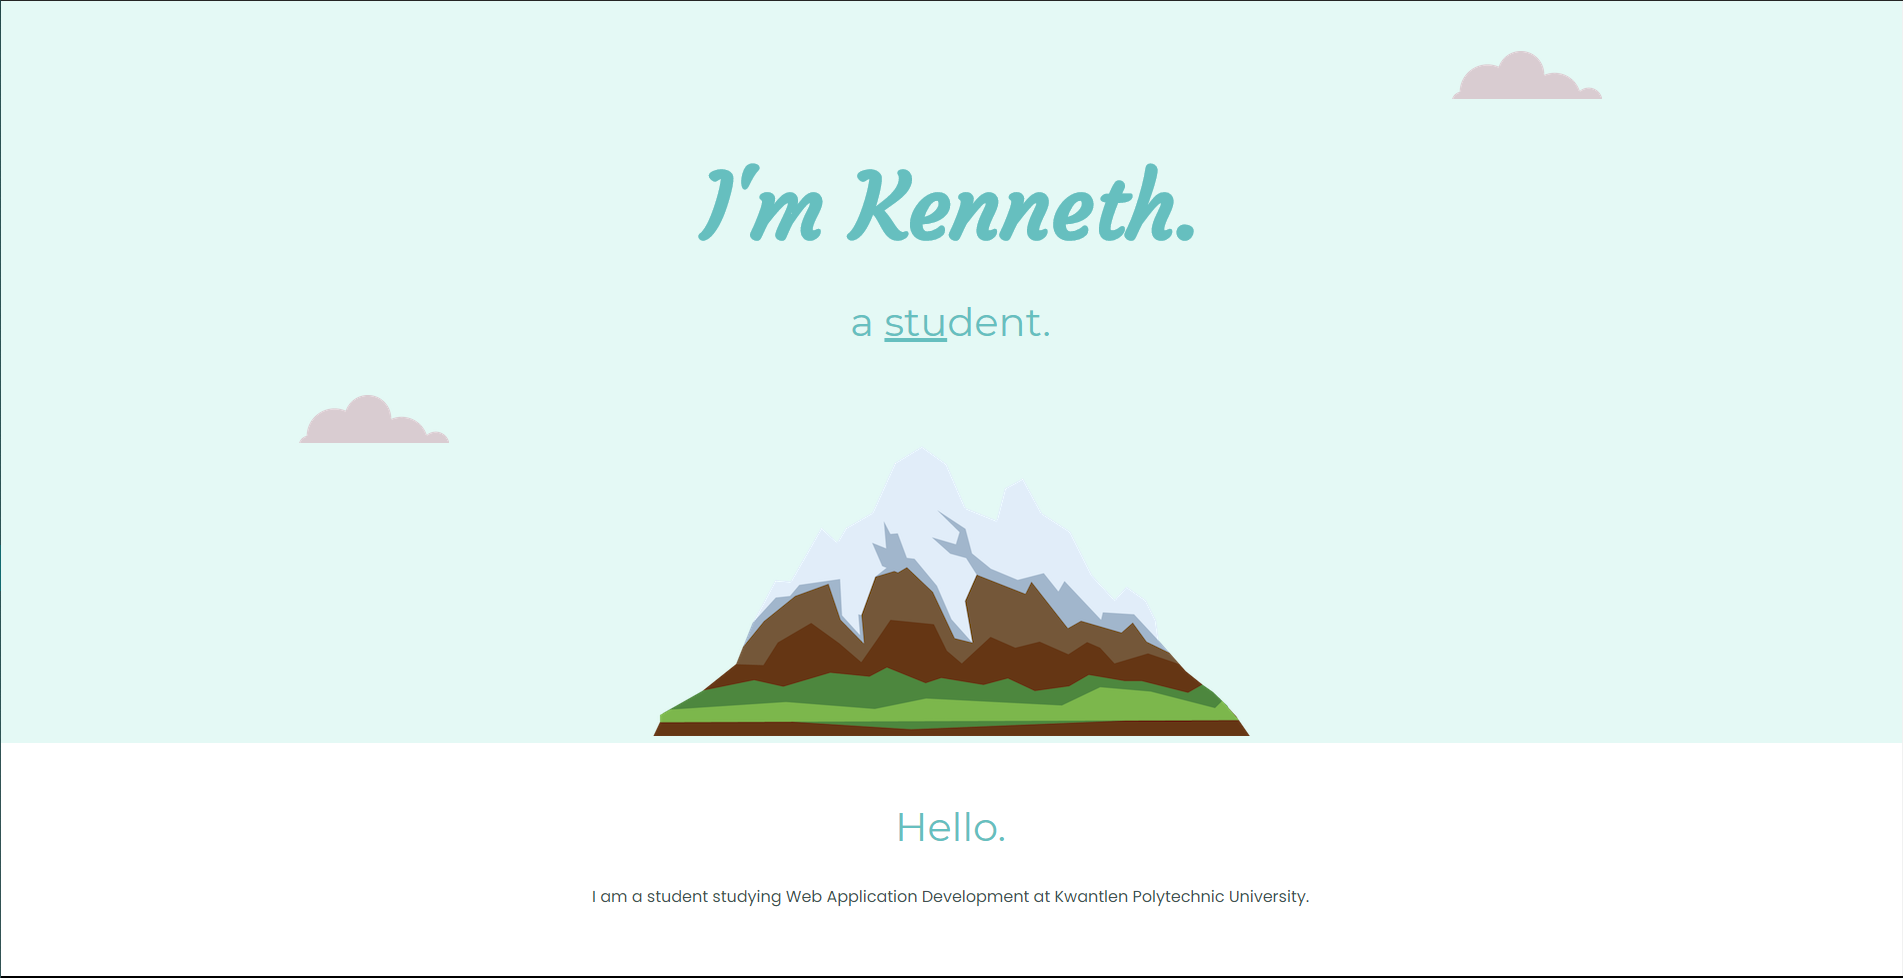 I'm Kenneth.
a student.
Hello.
I am a student studying Web Application Development at Kwantlen Polytechnic University.